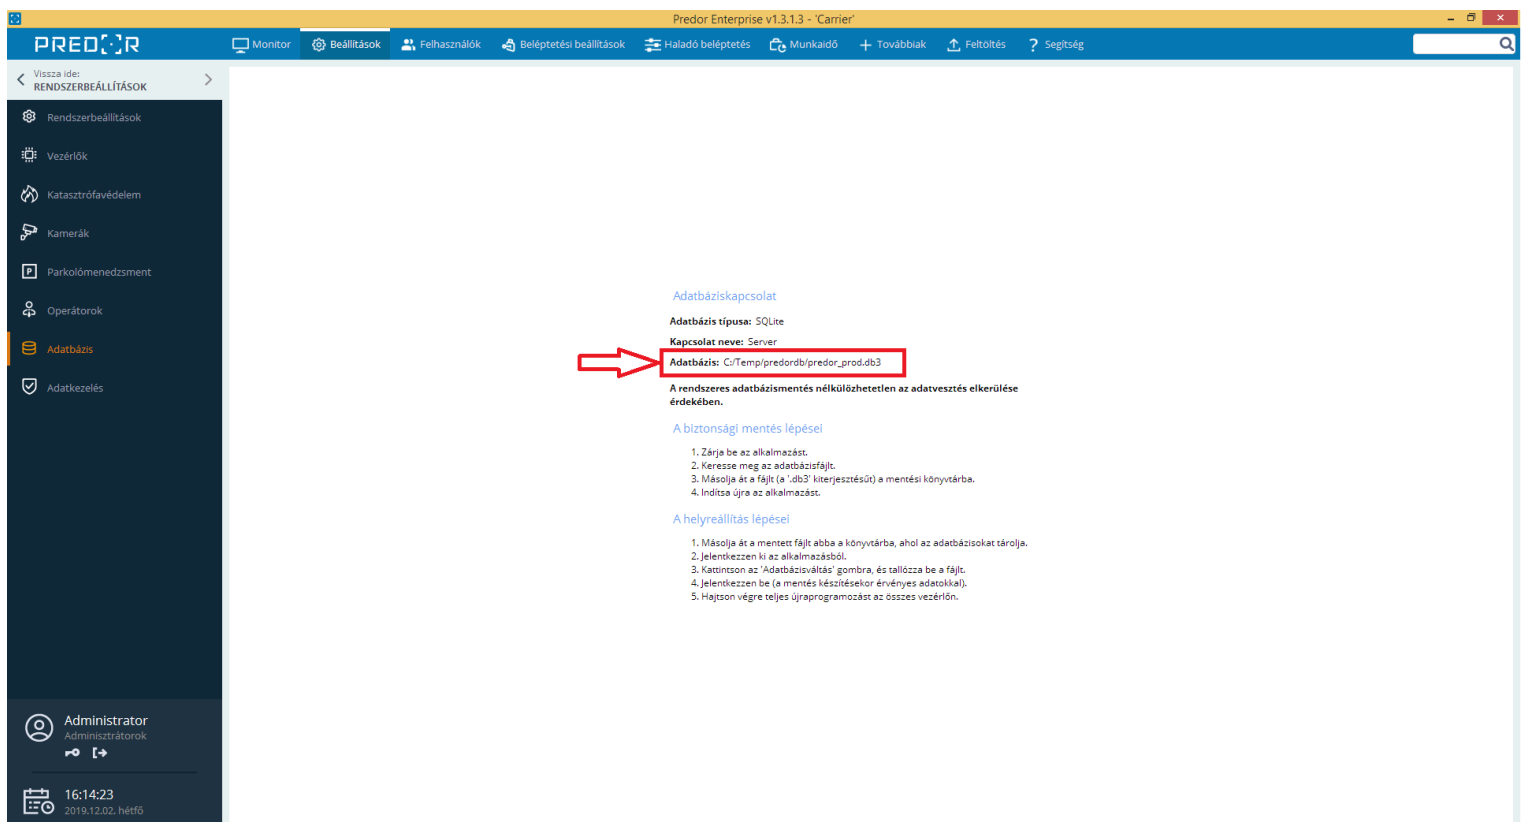 Predor Enterprise v1.3.1.3 - 'Carrier'
PREDOR
Monitor
Beállítások
Felhasználók
Beléptetési beállítások
Haladó beléptetés
Munkaidő
Továbbiak
Feltöltés
Segítség
Vissza ide:
RENDSZERBEÁLLÍTÁSOK
Rendszerbeállítások
Vezérlők
Katasztrófavédelem
Kamerák
Parkolómenedzsment
Operátorok
Adatbázis
Adatkezelés
Adatbáziskapcsolat
Adatbázis típusa: SQLite
Kapcsolat neve: Server
Adatbázis: C:/Temp/predordb/predor_prod.db3
A rendszeres adatbázismentés nélkülözhetetlen az adatvesztés elkerülése
érdekében.
A biztonsági mentés lépései
1. Zárja be az alkalmazást.
2. Keresse meg az adatbázisfájlt.
3. Másolja át a fájlt (a '.db3' kiterjesztésűt) a mentési könyvtárba.
4. Indítsa újra az alkalmazást.
A helyreállítás lépései
1. Másolja át a mentett fájlt abba a könyvtárba, ahol az adatbázisokat tárolja.
2. Jelentkezzen ki az alkalmazásból.
3. Kattintson az 'Adatbázisváltás' gombra, és tallózza be a fájlt.
4. Jelentkezzen be (a mentés készítésekor érvényes adatokkal).
5. Hajtson végre teljes újraprogramozást az összes vezérlőn.
Administrator
Adminisztrátorok
16:14:23
2019.12.02. hétfő